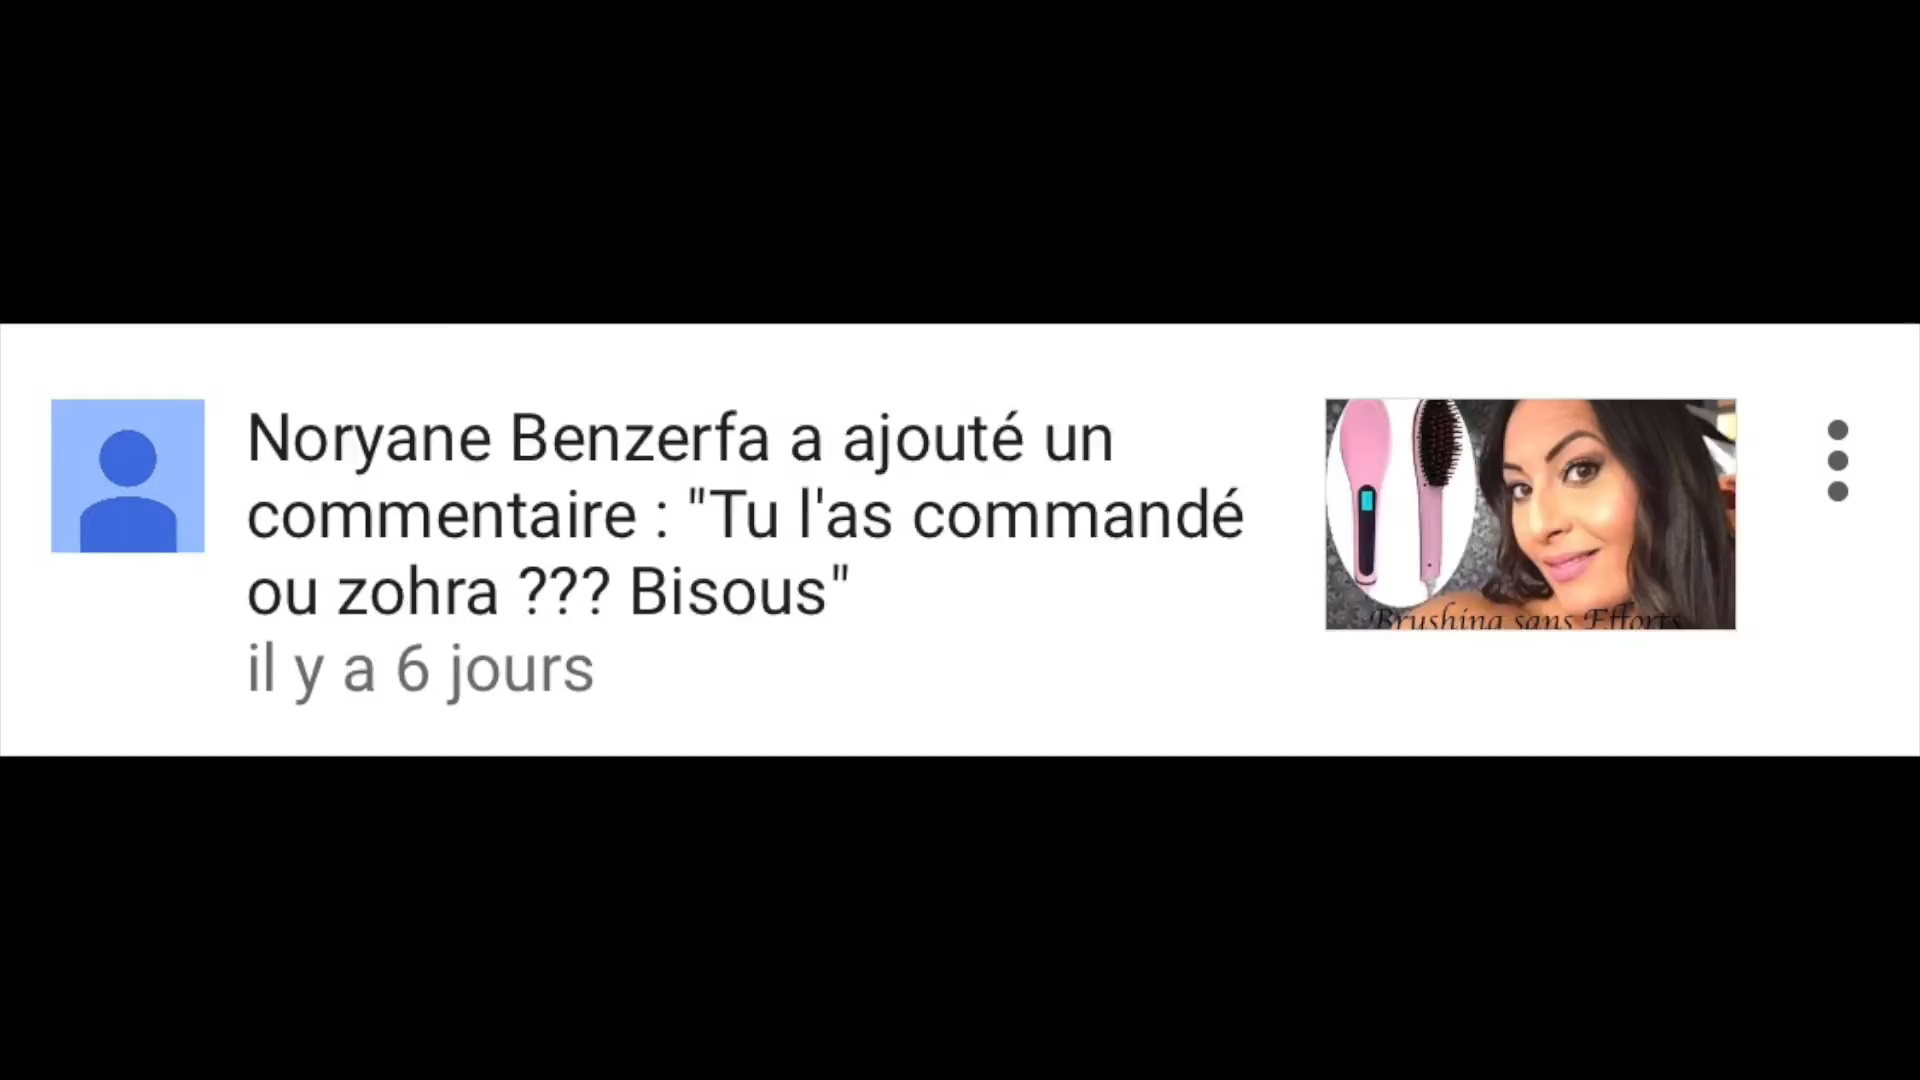 Noryane Benzerfa a ajouté un
commentaire : "Tu l'as commandé
ou zohra ??? Bisous"
il y a 6 jours
Brushing sans Efforts